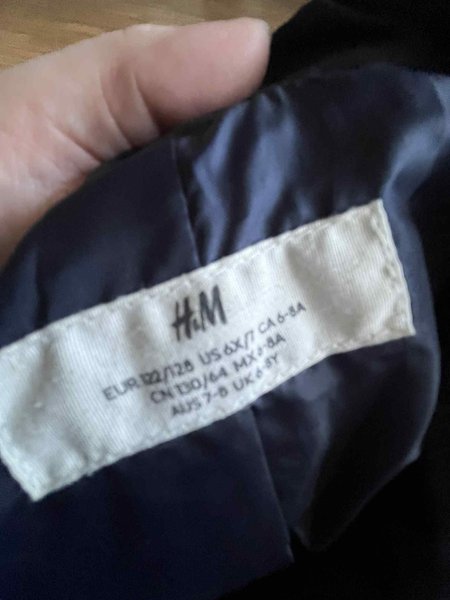 H&M
EUR 122/128 US 6X/7 CA 6-8A
CN 130/64 MX 6-8A
AUS 7-8 UK 6-8Y